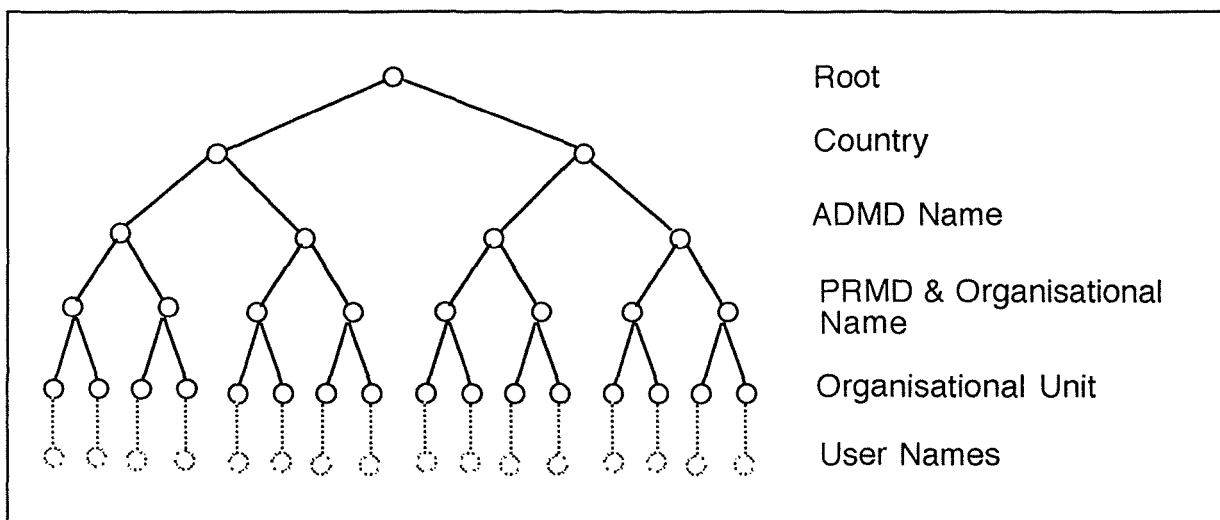 Root
Country
ADMD Name
PRMD & Organisational
Name
Organisational Unit
User Names